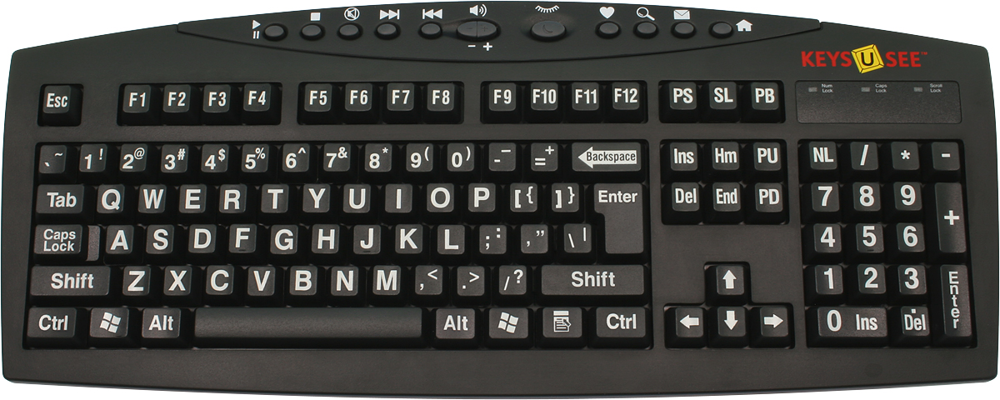 − +
KEYS U SEE™
Num Lock Caps Lock Scroll Lock
Esc F1 F2 F3 F4 F5 F6 F7 F8 F9 F10 F11 F12 PS SL PB
` ~ 1 ! 2 @ 3 # 4 $ 5 % 6 ^ 7 & 8 * 9 ( 0 ) - _ = + Backspace Ins Hm PU NL / * -
Tab Q W E R T Y U I O P [ { ] } Enter Del End PD 7 8 9 +
Caps Lock A S D F G H J K L ; : , " \ | 4 5 6
Shift Z X C V B N M , < . > / ? Shift 1 2 3 Enter
Ctrl Alt Alt Ctrl 0 Ins . Del